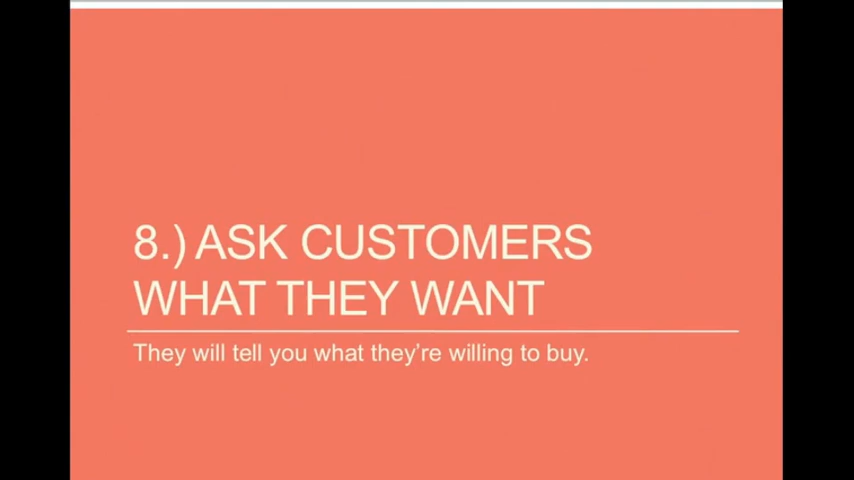 8.) ASK CUSTOMERS
WHAT THEY WANT
They will tell you what they're willing to buy.